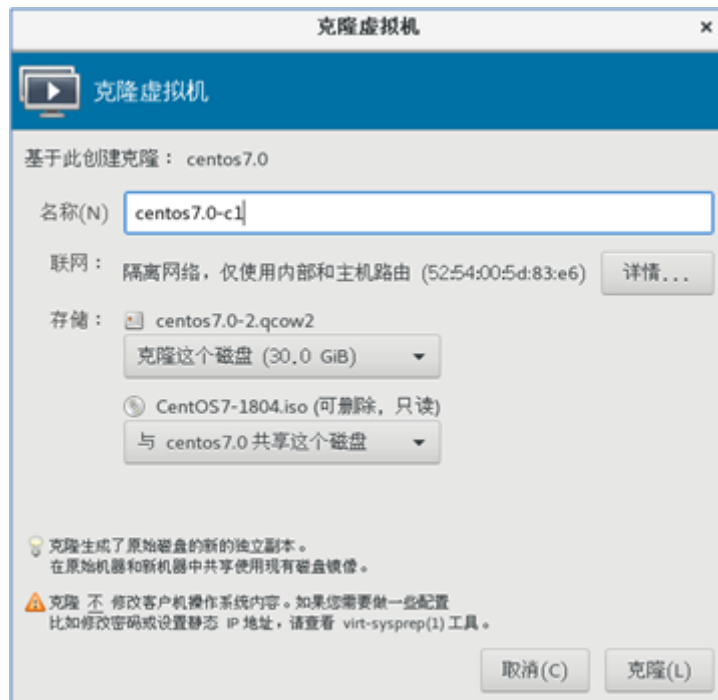 克隆虚拟机
克隆虚拟机
基于此创建克隆： centos7.0
名称(N) centos7.0-c1
联网： 隔离网络，仅使用内部和主机路由 (52:54:00:5d:83:e6) 详情...
存储： centos7.0-2.qcow2
克隆这个磁盘 (30.0 GiB)
CentOS7-1804.iso (可删除，只读)
与 centos7.0 共享这个磁盘
克隆生成了原始磁盘的新的独立副本。
在原始机器和新机器中共享使用现有磁盘镜像。
克隆 不 修改客户机操作系统内容。如果您需要做一些配置
比如修改密码或设置静态 IP 地址，请查看 virt-sysprep(1) 工具。
取消(C) 克隆(L)